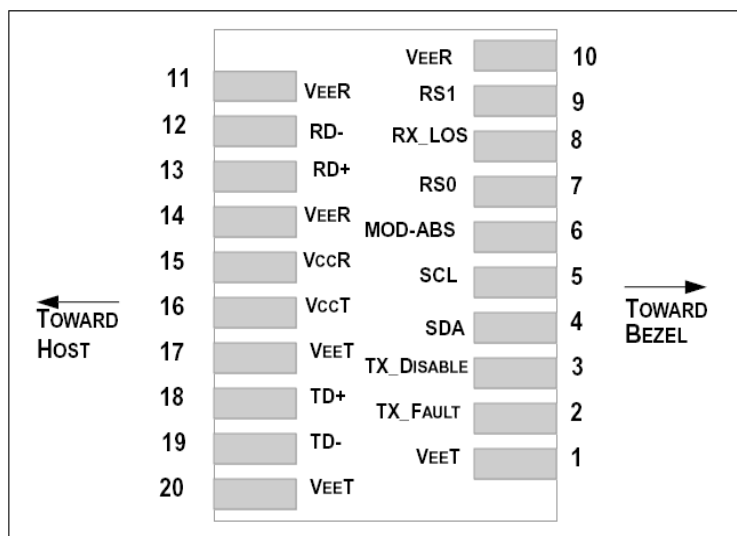 VEER 10
11 VEER
RS1 9
12 RD-
RX_LOS 8
13 RD+
RS0 7
14 VEER
MOD-ABS 6
15 VCCR
SCL 5
16 VCCT
SDA 4
17 VEET
TX_DISABLE 3
18 TD+
TX_FAULT 2
19 TD-
VEET 1
20 VEET
TOWARD
HOST
TOWARD
BEZEL